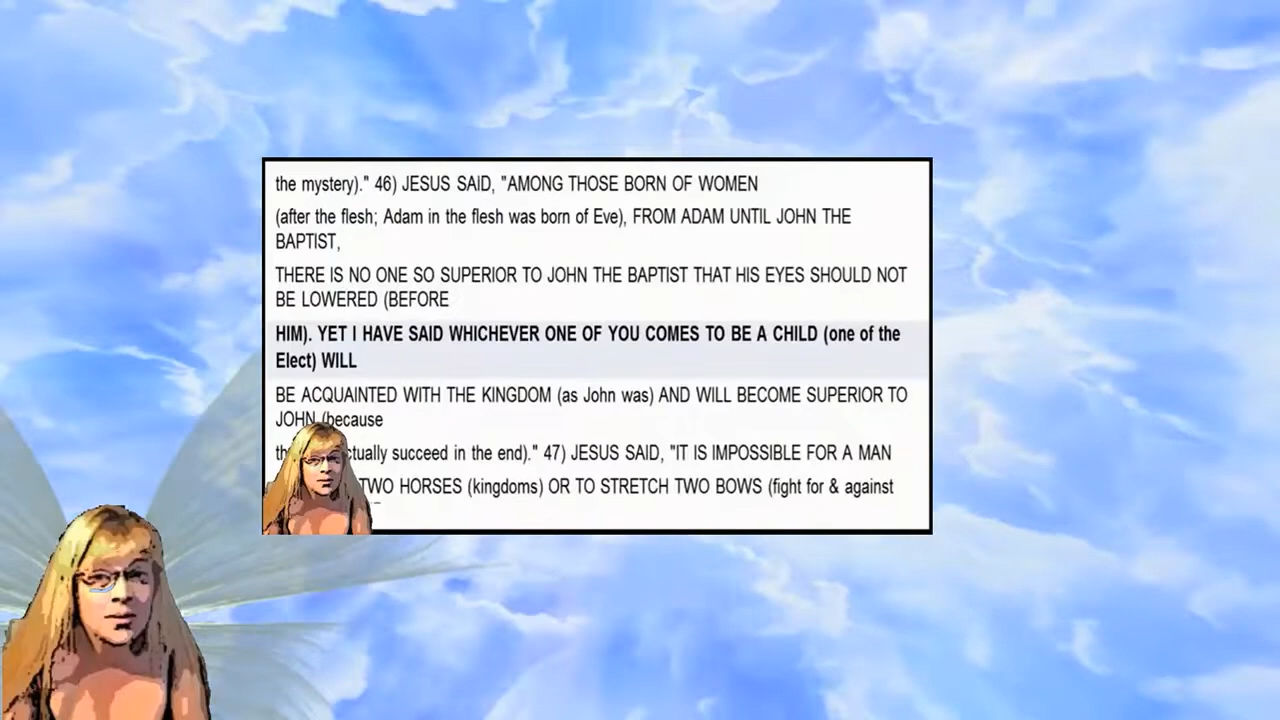 the mystery)." 46) JESUS SAID, "AMONG THOSE BORN OF WOMEN
(after the flesh; Adam in the flesh was born of Eve), FROM ADAM UNTIL JOHN THE
BAPTIST,
THERE IS NO ONE SO SUPERIOR TO JOHN THE BAPTIST THAT HIS EYES SHOULD NOT
BE LOWERED (BEFORE
HIM). YET I HAVE SAID WHICHEVER ONE OF YOU COMES TO BE A CHILD (one of the
Elect) WILL
BE ACQUAINTED WITH THE KINGDOM (as John was) AND WILL BECOME SUPERIOR TO
JOHN (because
succeed in the end)." 47) JESUS SAID, "IT IS IMPOSSIBLE FOR A MAN
TWO HORSES (kingdoms) OR TO STRETCH TWO BOWS (fight for & against